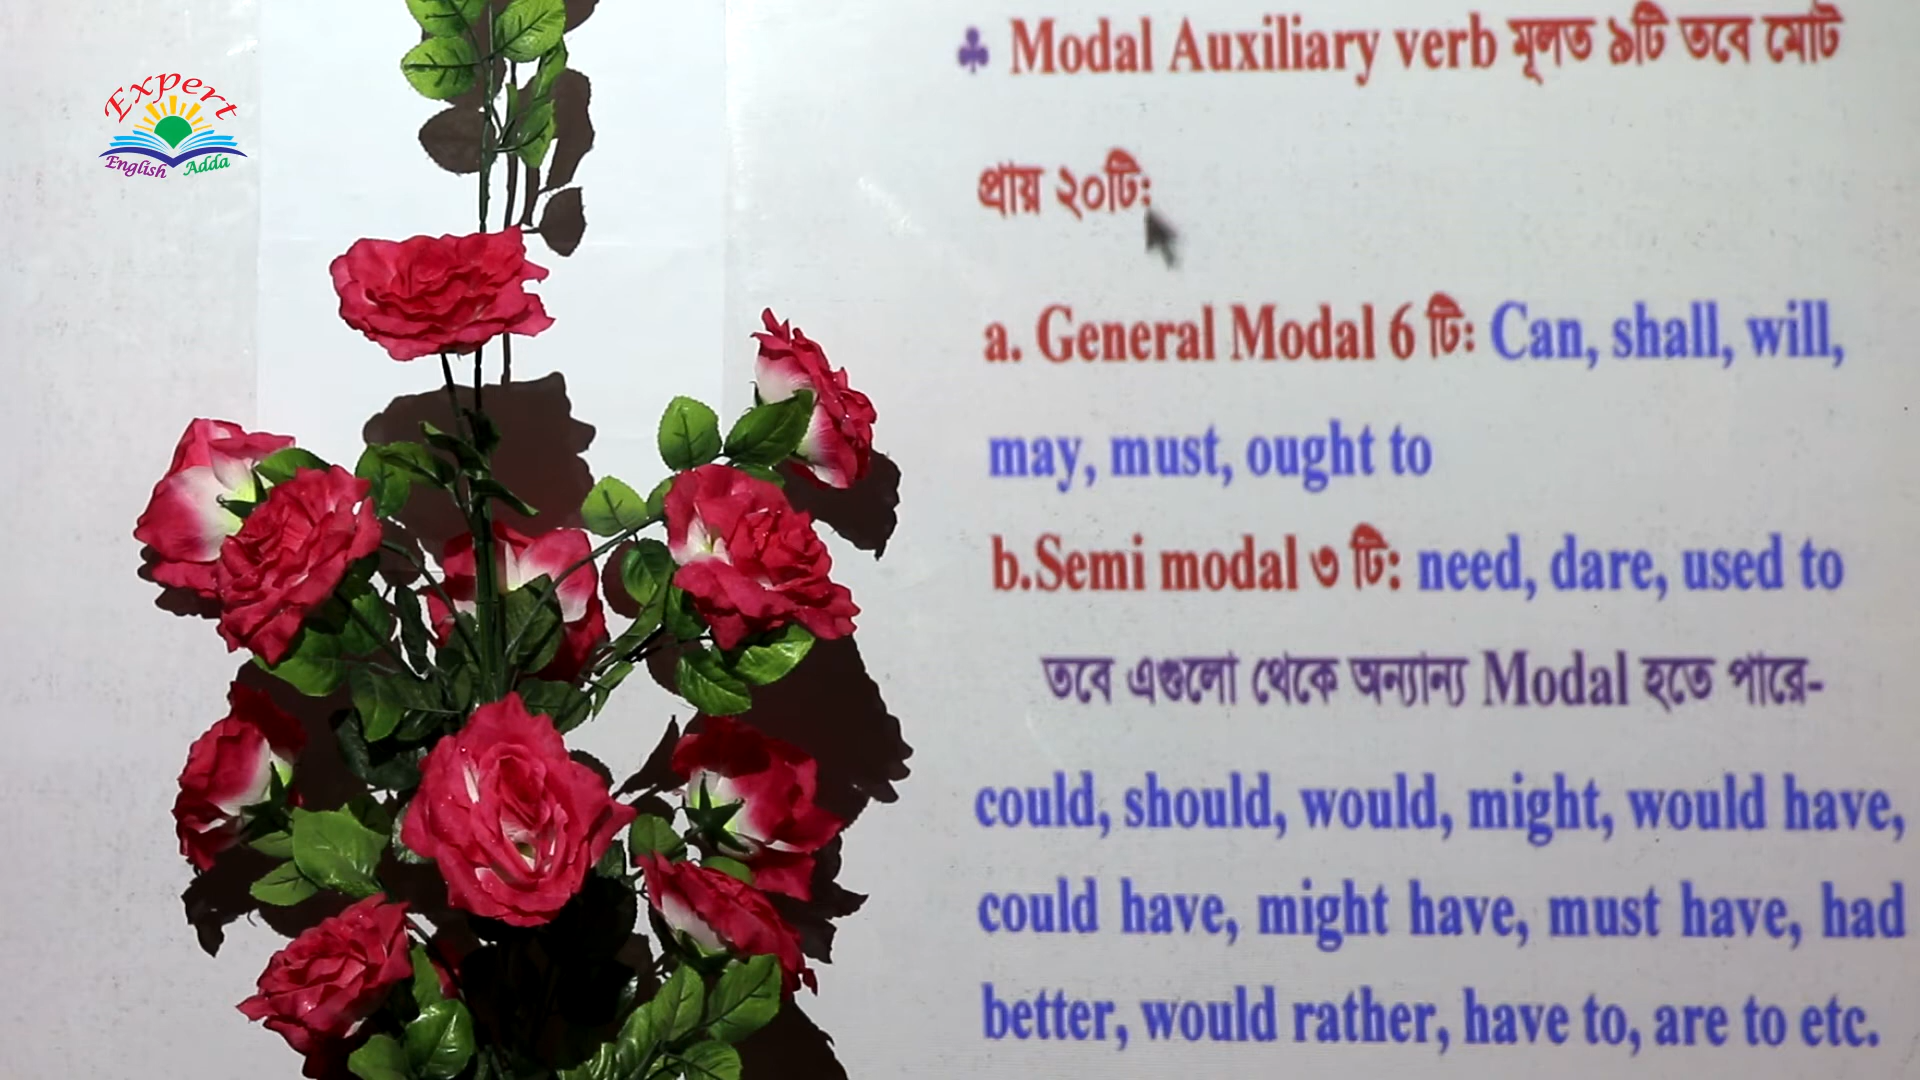 Expert
English Adda
♣ Modal Auxiliary verb মূলত ৯টি তবে মোট
প্রায় ২০টি:
a. General Modal 6 টি: Can, shall, will,
may, must, ought to
b.Semi modal ৩ টি: need, dare, used to
তবে এগুলো থেকে অন্যান্য Modal হতে পারে-
could, should, would, might, would have,
could have, might have, must have, had
better, would rather, have to, are to etc.